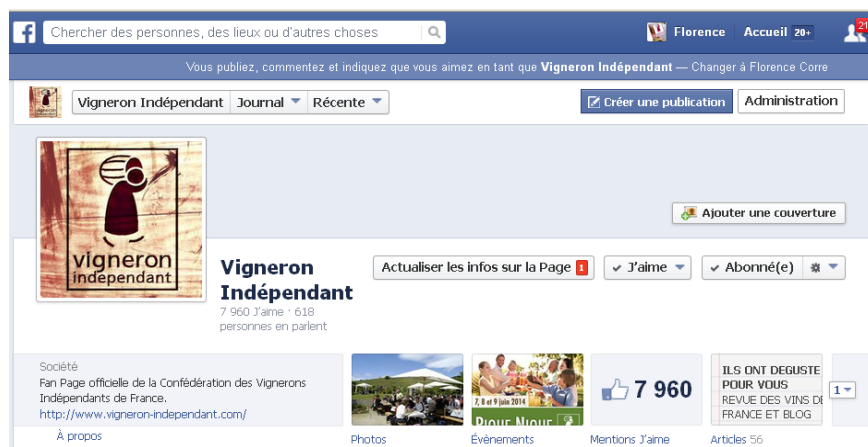 f
Chercher des personnes, des lieux ou d'autres choses
Florence
Accueil 20+
21
Vous publiez, commentez et indiquez que vous aimez en tant que Vigneron Indépendant — Changer à Florence Corre
Vigneron Indépendant
Journal
Récente
Créer une publication
Administration
vigneron
indépendant
Ajouter une couverture
Vigneron
Indépendant
7 960 J'aime · 618
personnes en parlent
Actualiser les infos sur la Page 1
J'aime
Abonné(e)
Société
Fan Page officielle de la Confédération des Vignerons
Indépendants de France.
http://www.vigneron-independant.com/
À propos
Photos
7, 8 et 9 juin 2014
PIQUE NIQUE
Évènements
7 960
Mentions J'aime
ILS ONT DEGUSTE
POUR VOUS
REVUE DES VINS DE
FRANCE ET BLOG
Articles 56
1